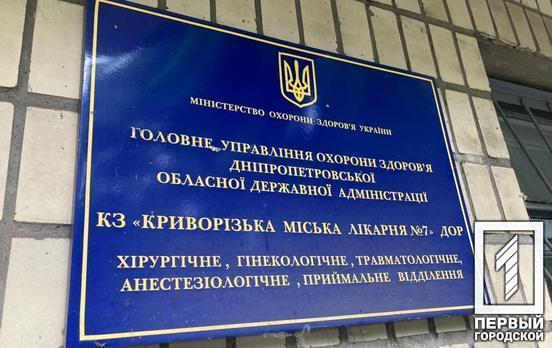 МІНІСТЕРСТВО ОХОРОНИ ЗДОРОВ'Я УКРАЇНИ
ГОЛОВНЕ УПРАВЛІННЯ ОХОРОНИ ЗДОРОВ'Я
ДНІПРОПЕТРОВСЬКОЇ
ОБЛАСНОЇ ДЕРЖАВНОЇ АДМІНІСТРАЦІЇ
КЗ «КРИВОРІЗЬКА МІСЬКА ЛІКАРНЯ №7» ДОР
ХІРУРГІЧНЕ , ГІНЕКОЛОГІЧНЕ , ТРАВМАТОЛОГІЧНЕ,
АНЕСТЕЗІОЛОГІЧНЕ , ПРИЙМАЛЬНЕ ВІДДІЛЕННЯ
1
ПЕРВЫЙ
ГОРОДСКОЙ